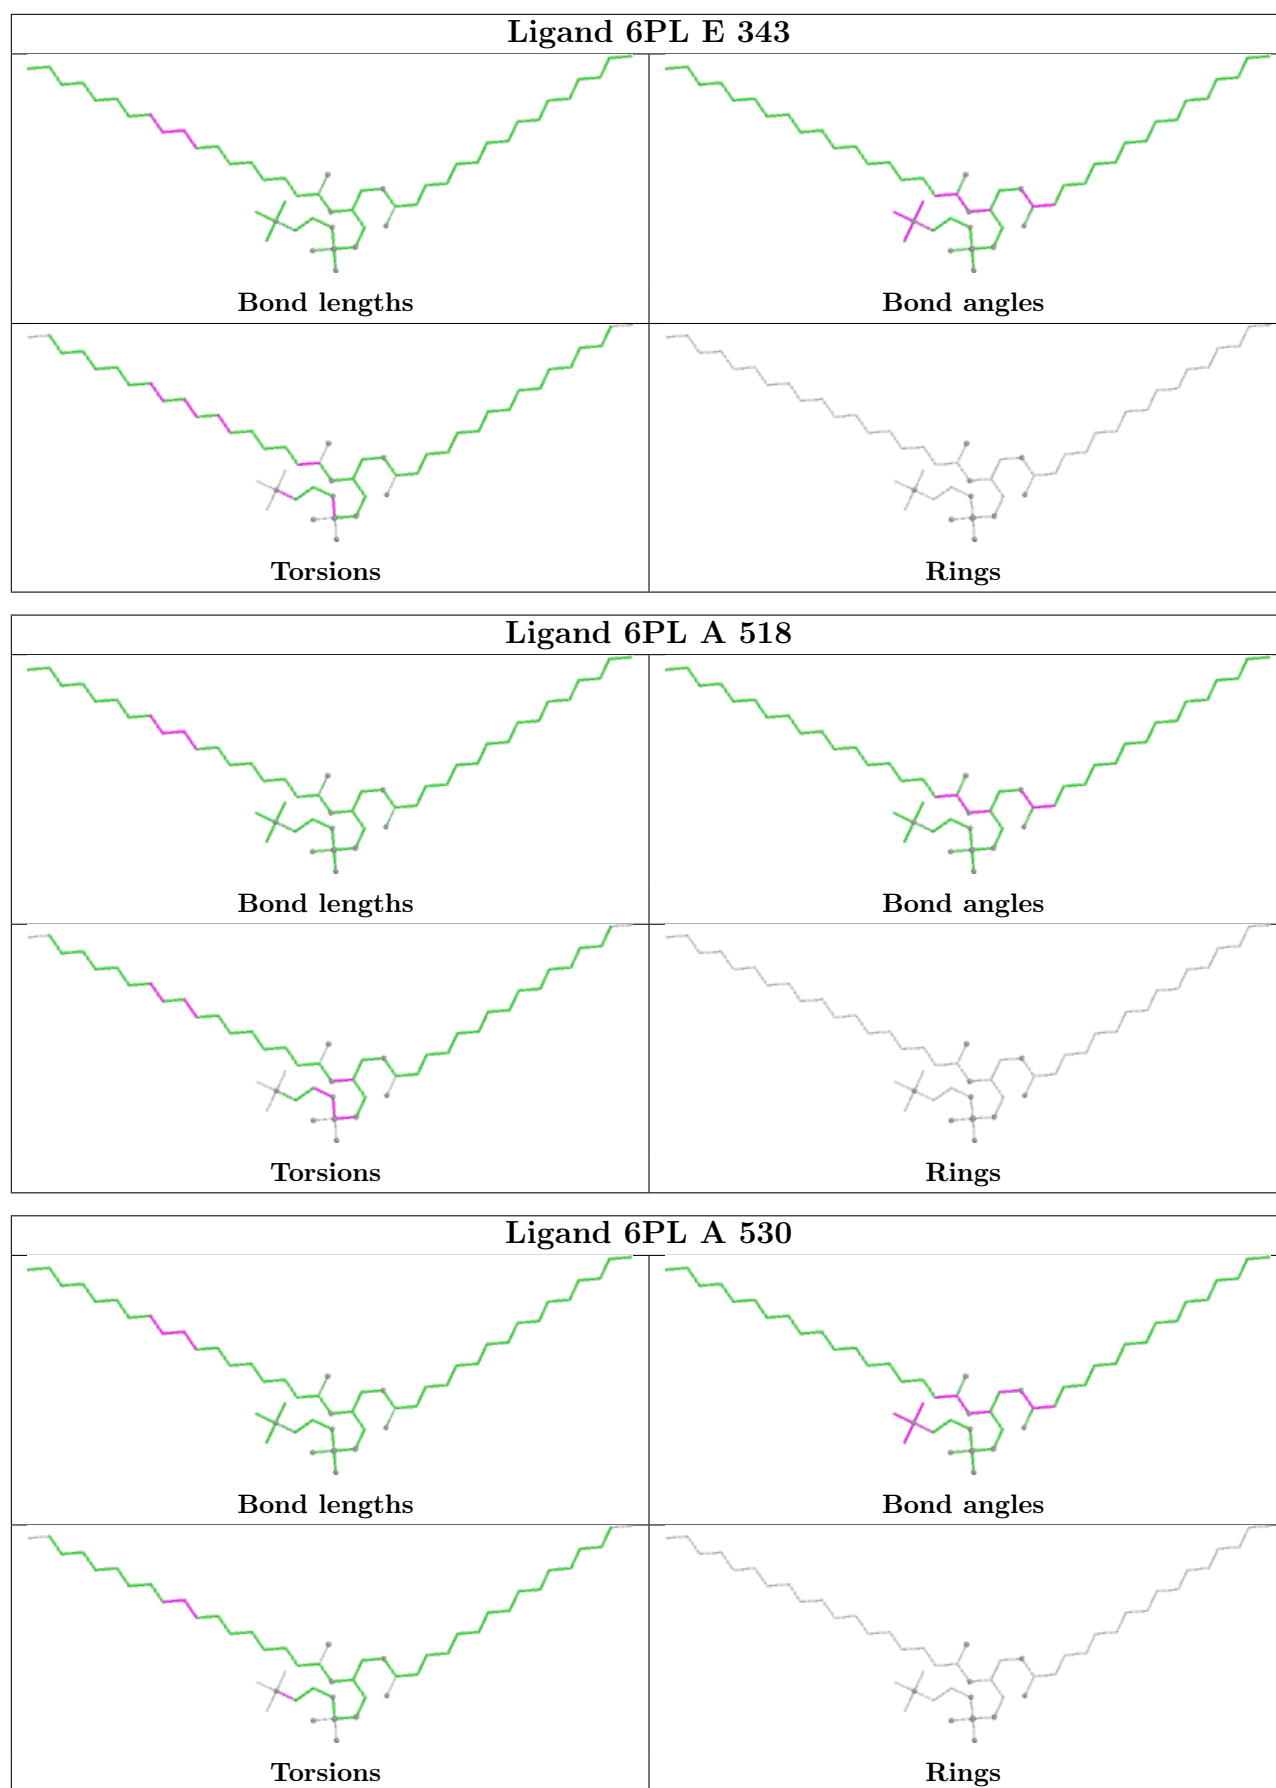 Ligand 6PL E 343
Bond lengths
Bond angles
Torsions
Rings
Ligand 6PL A 518
Bond lengths
Bond angles
Torsions
Rings
Ligand 6PL A 530
Bond lengths
Bond angles
Torsions
Rings